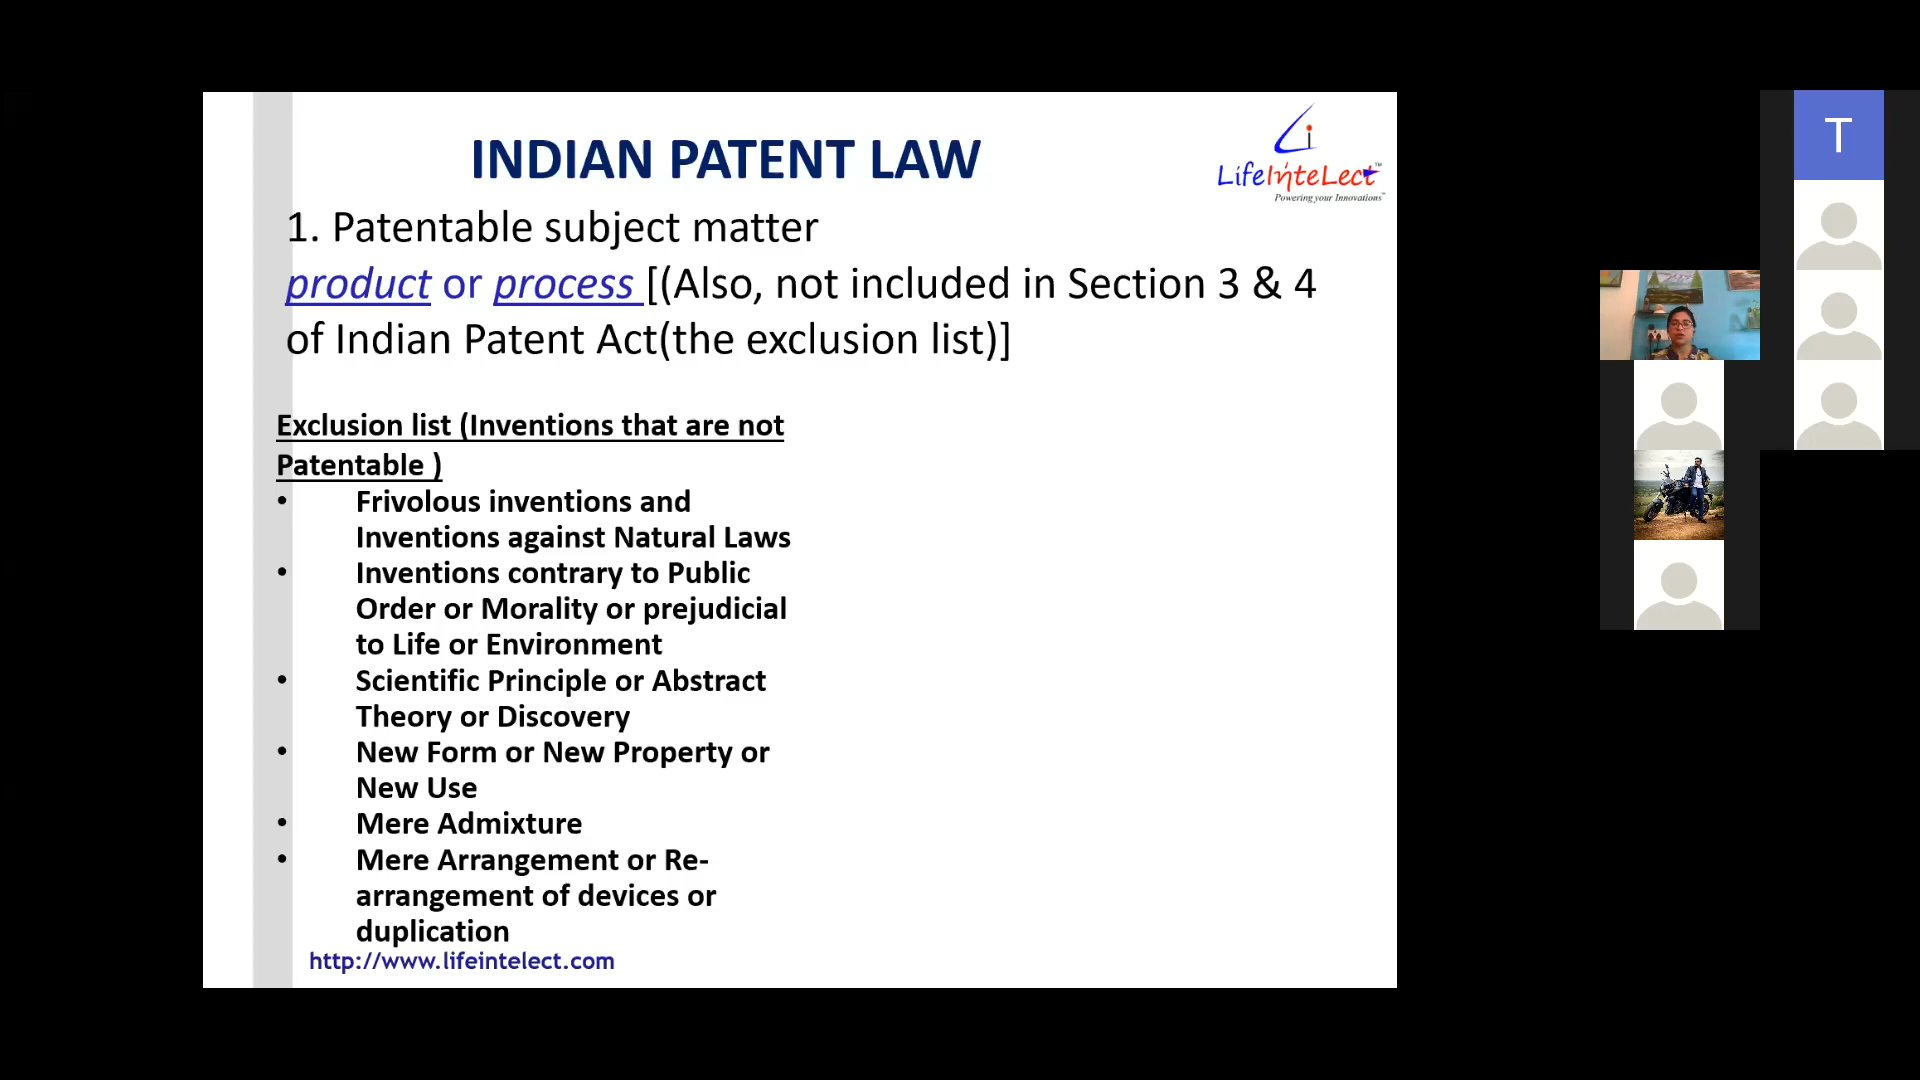 INDIAN PATENT LAW
LifeInteLect™
Powering your Innovations™
1. Patentable subject matter
product or process [(Also, not included in Section 3 & 4
of Indian Patent Act(the exclusion list)]
Exclusion list (Inventions that are not
Patentable )
• Frivolous inventions and
Inventions against Natural Laws
• Inventions contrary to Public
Order or Morality or prejudicial
to Life or Environment
• Scientific Principle or Abstract
Theory or Discovery
• New Form or New Property or
New Use
• Mere Admixture
• Mere Arrangement or Re-
arrangement of devices or
duplication
http://www.lifeintelect.com
T